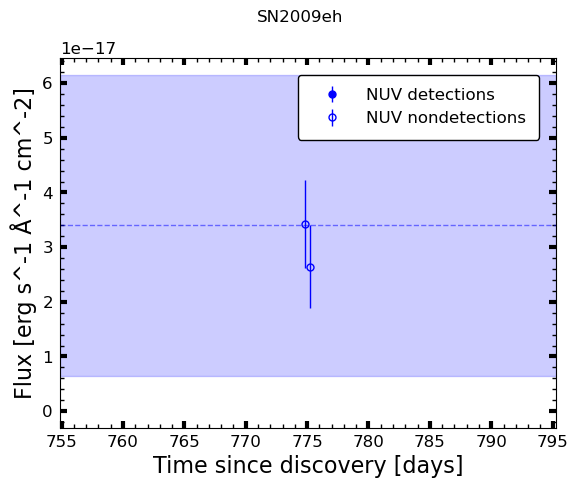 SN2009eh
1e−17
NUV detections
NUV nondetections
6
5
4
3
2
1
0
Flux [erg s^-1 Å^-1 cm^-2]
755 760 765 770 775 780 785 790 795
Time since discovery [days]